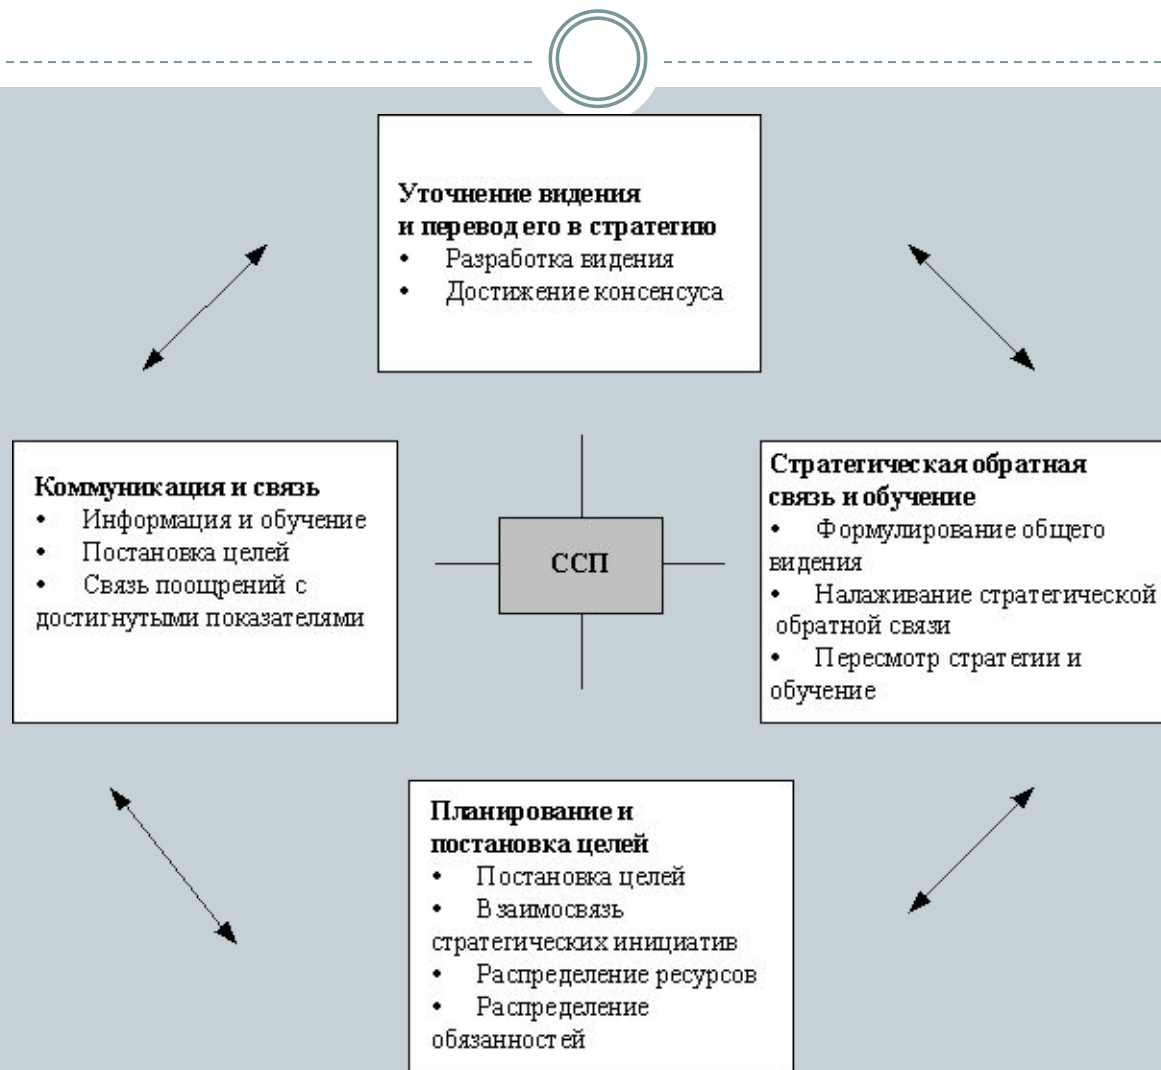 Уточнение видения
и перевод его в стратегию
• Разработка видения
• Достижение консенсуса
Коммуникация и связь
• Информация и обучение
• Постановка целей
• Связь поощрений с
достигнутыми показателями
ССП
Стратегическая обратная
связь и обучение
• Формулирование общего
видения
• Налаживание стратегической
обратной связи
• Пересмотр стратегии и
обучение
Планирование и
постановка целей
• Постановка целей
• Взаимосвязь
стратегических инициатив
• Распределение ресурсов
• Распределение
обязанностей